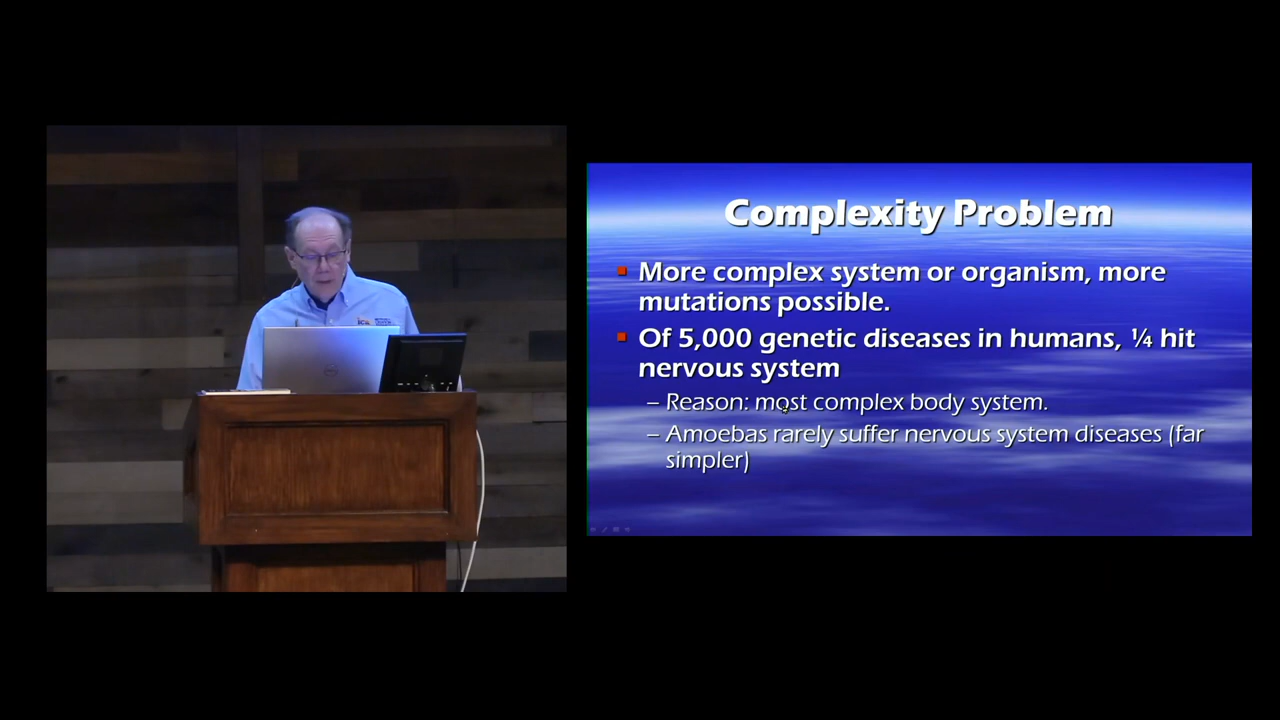 Complexity Problem
More complex system or organism, more
mutations possible.
Of 5,000 genetic diseases in humans, ¼ hit
nervous system
– Reason: most complex body system.
– Amoebas rarely suffer nervous system diseases (far
simpler)